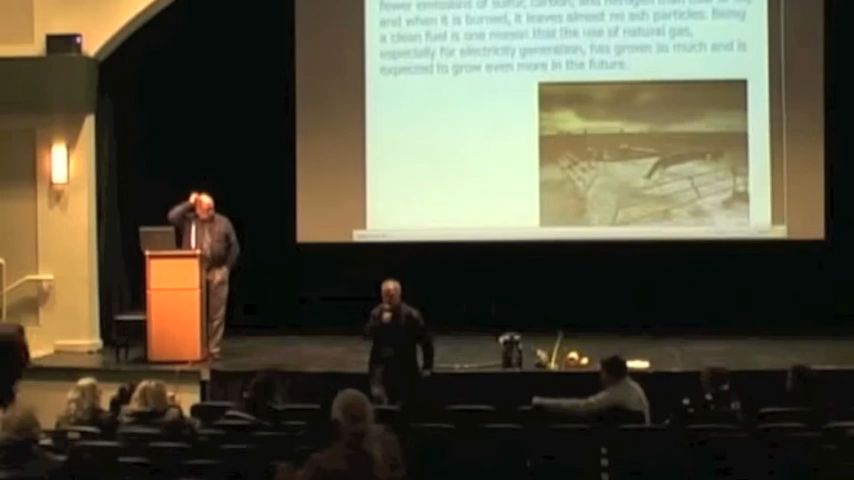 fewer emissions of sulfur, carbon, and nitrogen than coal or oil,
and when it is burned, it leaves almost no ash particles. Being
a clean fuel is one reason that the use of natural gas,
especially for electricity generation, has grown so much and is
expected to grow even more in the future.